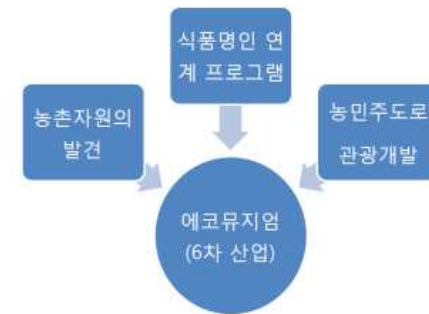 식품명인 연
계 프로그램
농촌자원의
발견
농민주도로
관광개발
에코뮤지엄
(6차 산업)